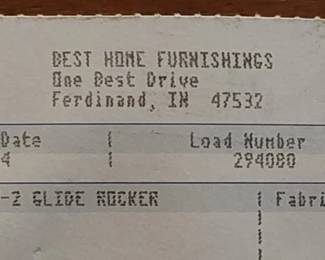 BEST HOME FURNISHINGS
One Best Drive
Ferdinand, IN 47532
Date | Load Number
4 | 294080
-2 GLIDE ROCKER | Fabri